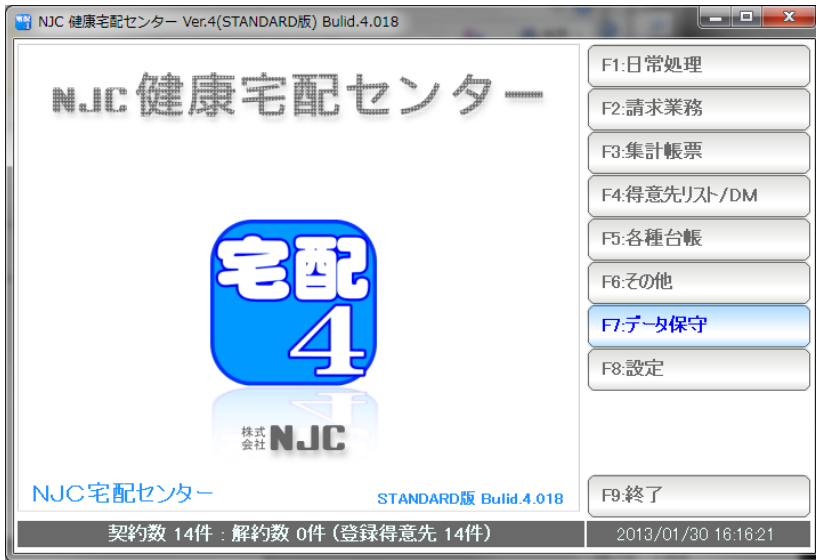 NJC 健康宅配センター Ver.4(STANDARD版) Bulid.4.018
NJC 健康宅配センター
宅配
4
株式
会社 NJC
NJC宅配センター
STANDARD版 Bulid.4.018
F1:日常処理
F2:請求業務
F3:集計帳票
F4:得意先リスト/DM
F5:各種台帳
F6:その他
F7:データ保守
F8:設定
F9:終了
契約数 14件 : 解約数 0件 (登録得意先 14件)
2013/01/30 16:16:21